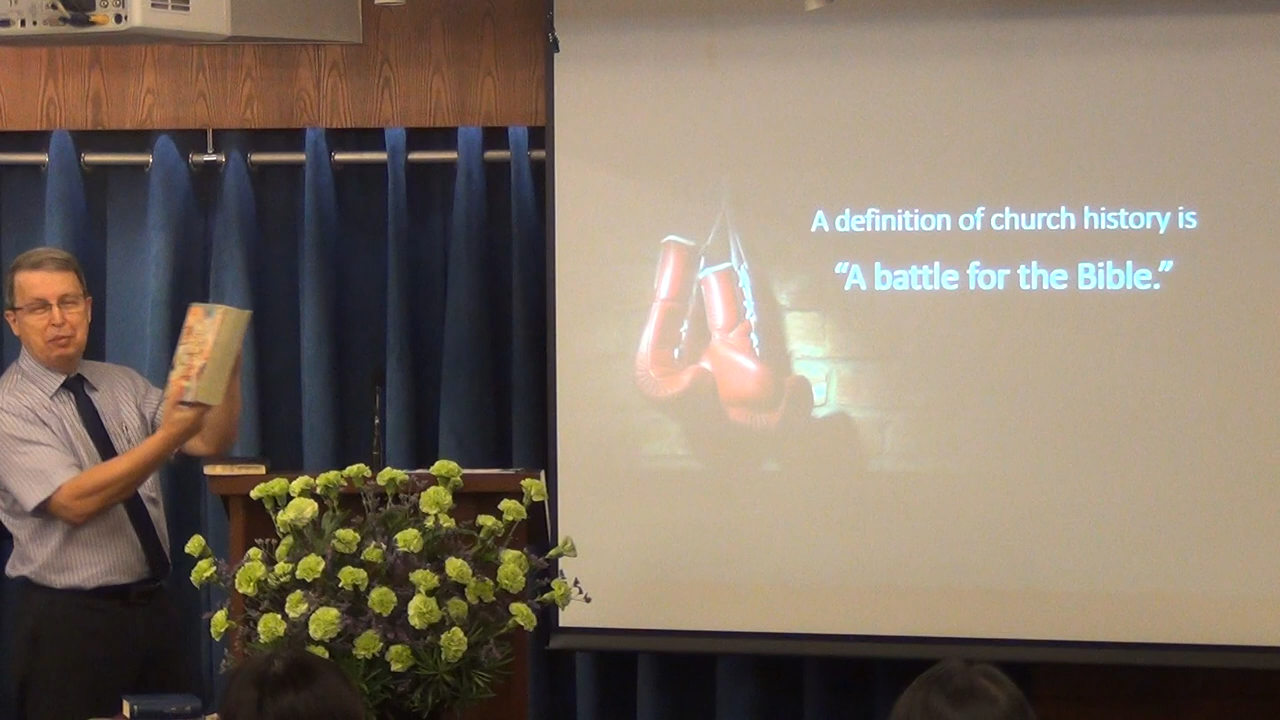 A definition of church history is
“A battle for the Bible.”